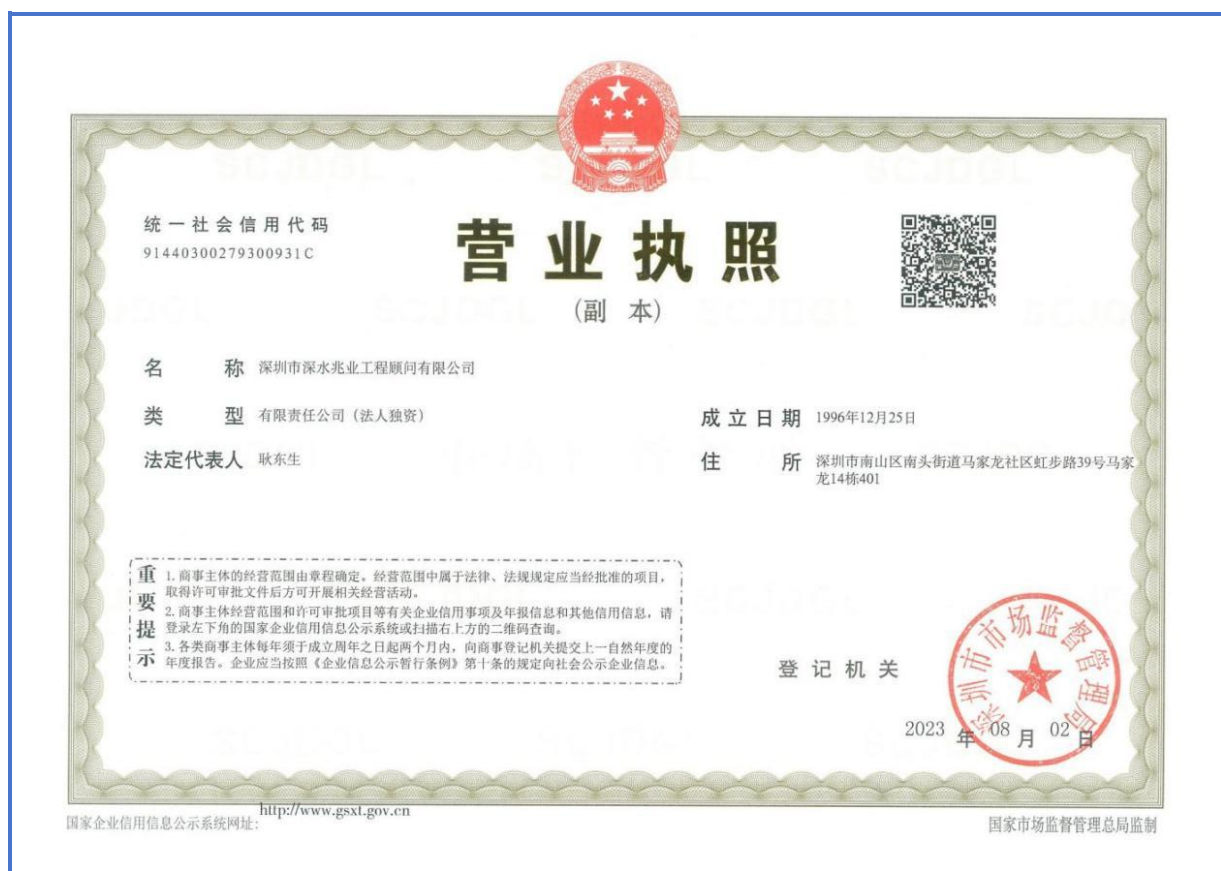 统一社会信用代码
91440300279300931C
营业执照
(副 本)
名 称 深圳市深水兆业工程顾问有限公司
类 型 有限责任公司（法人独资）
法定代表人 耿东生
成立日期 1996年12月25日
住 所 深圳市南山区南头街道马家龙社区虹步路39号马家
龙14栋401
重要提示
1. 商事主体的经营范围由章程确定。经营范围中属于法律、法规规定应当经批准的项目，
取得许可审批文件后方可开展相关经营活动。
2. 商事主体经营范围和许可审批项目等有关企业信用事项及年报信息和其他信用信息，请
登录左下角的国家企业信用信息公示系统或扫描右上方的二维码查询。
3. 各类商事主体每年须于成立周年之日起两个月内，向商事登记机关提交上一自然年度的
年度报告。企业应当按照《企业信息公示暂行条例》第十条的规定向社会公示企业信息。
登记机关
深圳市市场监督管理局
2023 年 08 月 02 日
国家企业信用信息公示系统网址: http://www.gsxt.gov.cn
国家市场监督管理总局监制